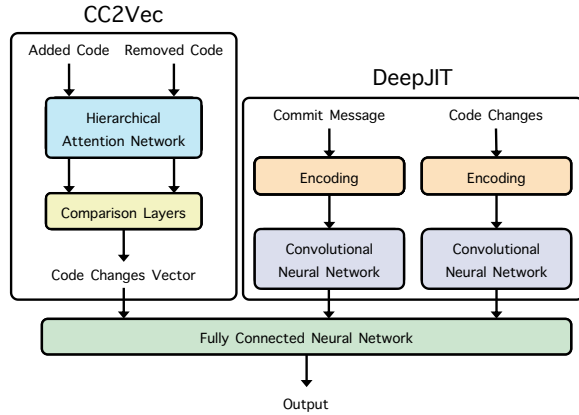 CC2Vec
Added Code
Removed Code
Hierarchical
Attention Network
Comparison Layers
Code Changes Vector
DeepJIT
Commit Message
Code Changes
Encoding
Encoding
Convolutional
Neural Network
Convolutional
Neural Network
Fully Connected Neural Network
Output